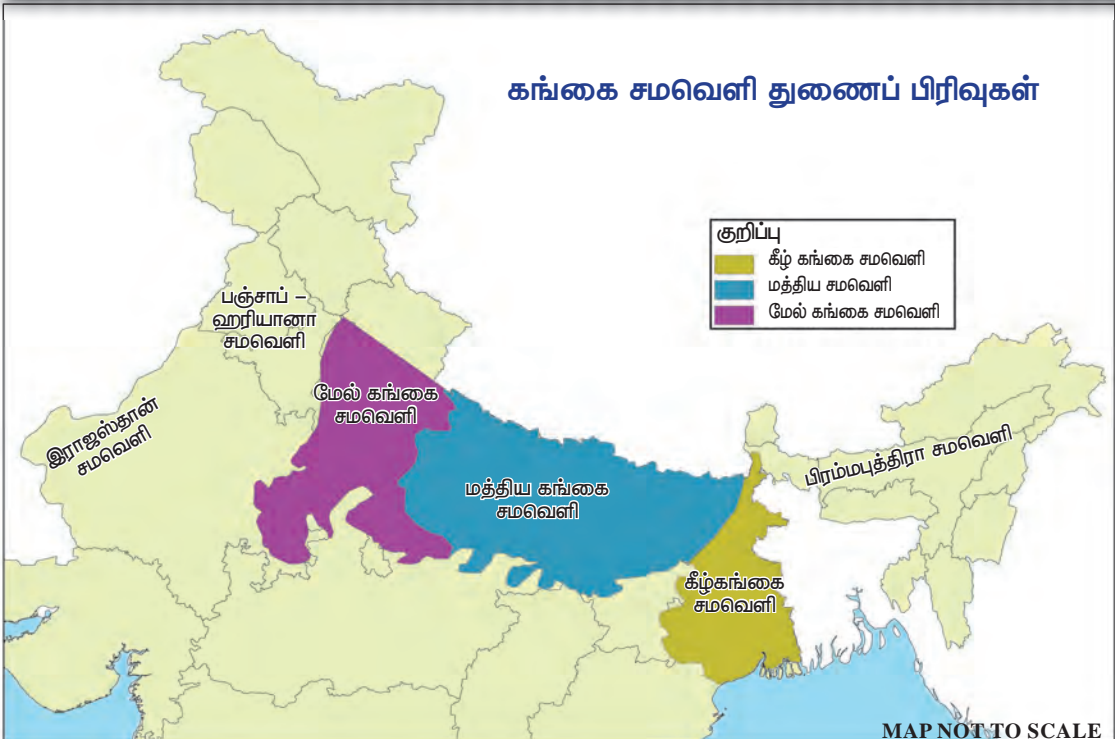 கங்கை சமவெளி துணைப் பிரிவுகள்
குறிப்பு
கீழ் கங்கை சமவெளி
மத்திய சமவெளி
மேல் கங்கை சமவெளி
பஞ்சாப் –
ஹரியானா
சமவெளி
மேல் கங்கை
சமவெளி
இராஜஸ்தான்
சமவெளி
மத்திய கங்கை
சமவெளி
பிரம்மபுத்திரா சமவெளி
கீழ்கங்கை
சமவெளி
MAP NOT TO SCALE